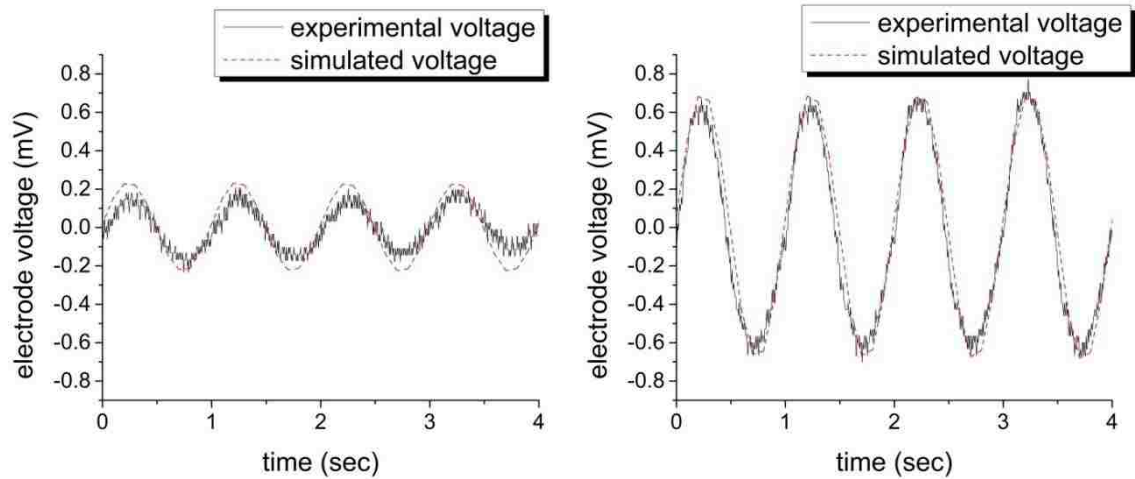 experimental voltage
simulated voltage
0.8
0.6
0.4
0.2
0.0
-0.2
-0.4
-0.6
-0.8
electrode voltage (mV)
0 1 2 3 4
time (sec)
experimental voltage
simulated voltage
0.8
0.6
0.4
0.2
0.0
-0.2
-0.4
-0.6
-0.8
electrode voltage (mV)
0 1 2 3 4
time (sec)